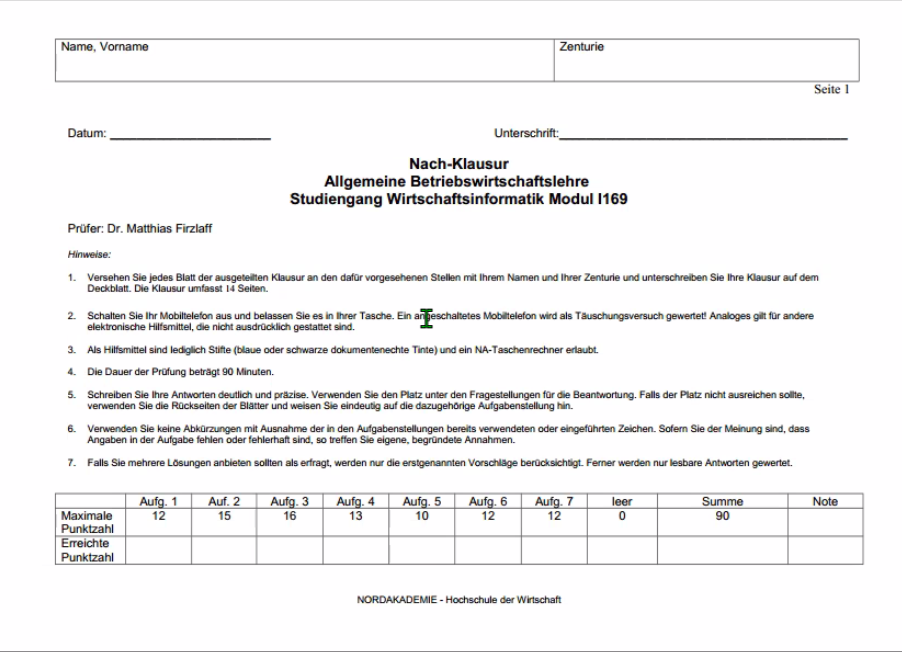 Name, Vorname
Zenturie
Seite 1
Datum: ________________________
Unterschrift:____________________________________________
Nach-Klausur
Allgemeine Betriebswirtschaftslehre
Studiengang Wirtschaftsinformatik Modul I169
Prüfer: Dr. Matthias Firzlaff
Hinweise:
1. Versehen Sie jedes Blatt der ausgeteilten Klausur an den dafür vorgesehenen Stellen mit Ihrem Namen und Ihrer Zenturie und unterschreiben Sie Ihre Klausur auf dem
Deckblatt. Die Klausur umfasst 14 Seiten.
2. Schalten Sie Ihr Mobiltelefon aus und belassen Sie es in Ihrer Tasche. Ein angeschaltetes Mobiltelefon wird als Täuschungsversuch gewertet! Analoges gilt für andere
elektronische Hilfsmittel, die nicht ausdrücklich gestattet sind.
3. Als Hilfsmittel sind lediglich Stifte (blaue oder schwarze dokumentenechte Tinte) und ein NA-Taschenrechner erlaubt.
4. Die Dauer der Prüfung beträgt 90 Minuten.
5. Schreiben Sie Ihre Antworten deutlich und präzise. Verwenden Sie den Platz unter den Fragestellungen für die Beantwortung. Falls der Platz nicht ausreichen sollte,
verwenden Sie die Rückseiten der Blätter und weisen Sie eindeutig auf die dazugehörige Aufgabenstellung hin.
6. Verwenden Sie keine Abkürzungen mit Ausnahme der in den Aufgabenstellungen bereits verwendeten oder eingeführten Zeichen. Sofern Sie der Meinung sind, dass
Angaben in der Aufgabe fehlen oder fehlerhaft sind, so treffen Sie eigene, begründete Annahmen.
7. Falls Sie mehrere Lösungen anbieten sollten als erfragt, werden nur die erstgenannten Vorschläge berücksichtigt. Ferner werden nur lesbare Antworten gewertet.
Aufg. 1 Auf. 2 Aufg. 3 Aufg. 4 Aufg. 5 Aufg. 6 Aufg. 7 leer Summe Note
Maximale 12 15 16 13 10 12 12 0 90
Punktzahl
Erreichte
Punktzahl
NORDAKADEMIE - Hochschule der Wirtschaft